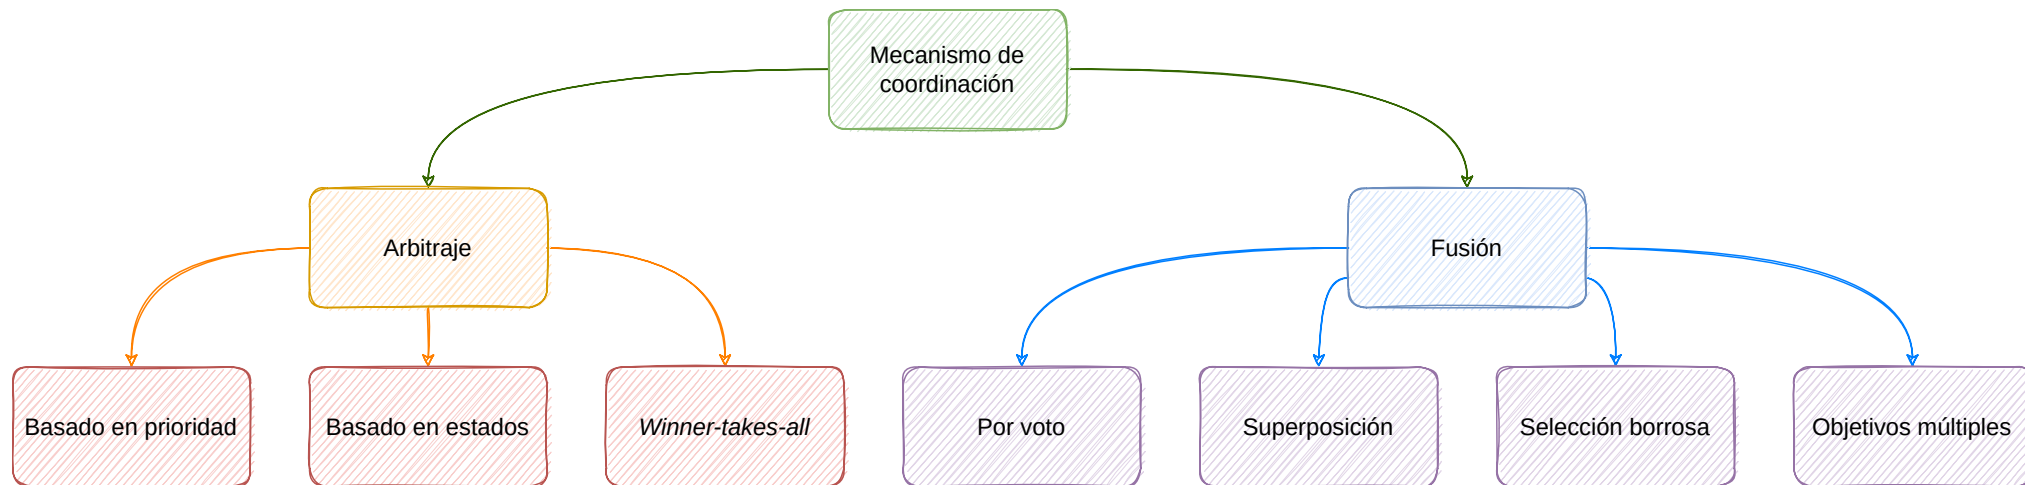 Mecanismo de
coordinación
Arbitraje
Fusión
Basado en prioridad
Basado en estados
Winner-takes-all
Por voto
Superposición
Selección borrosa
Objetivos múltiples